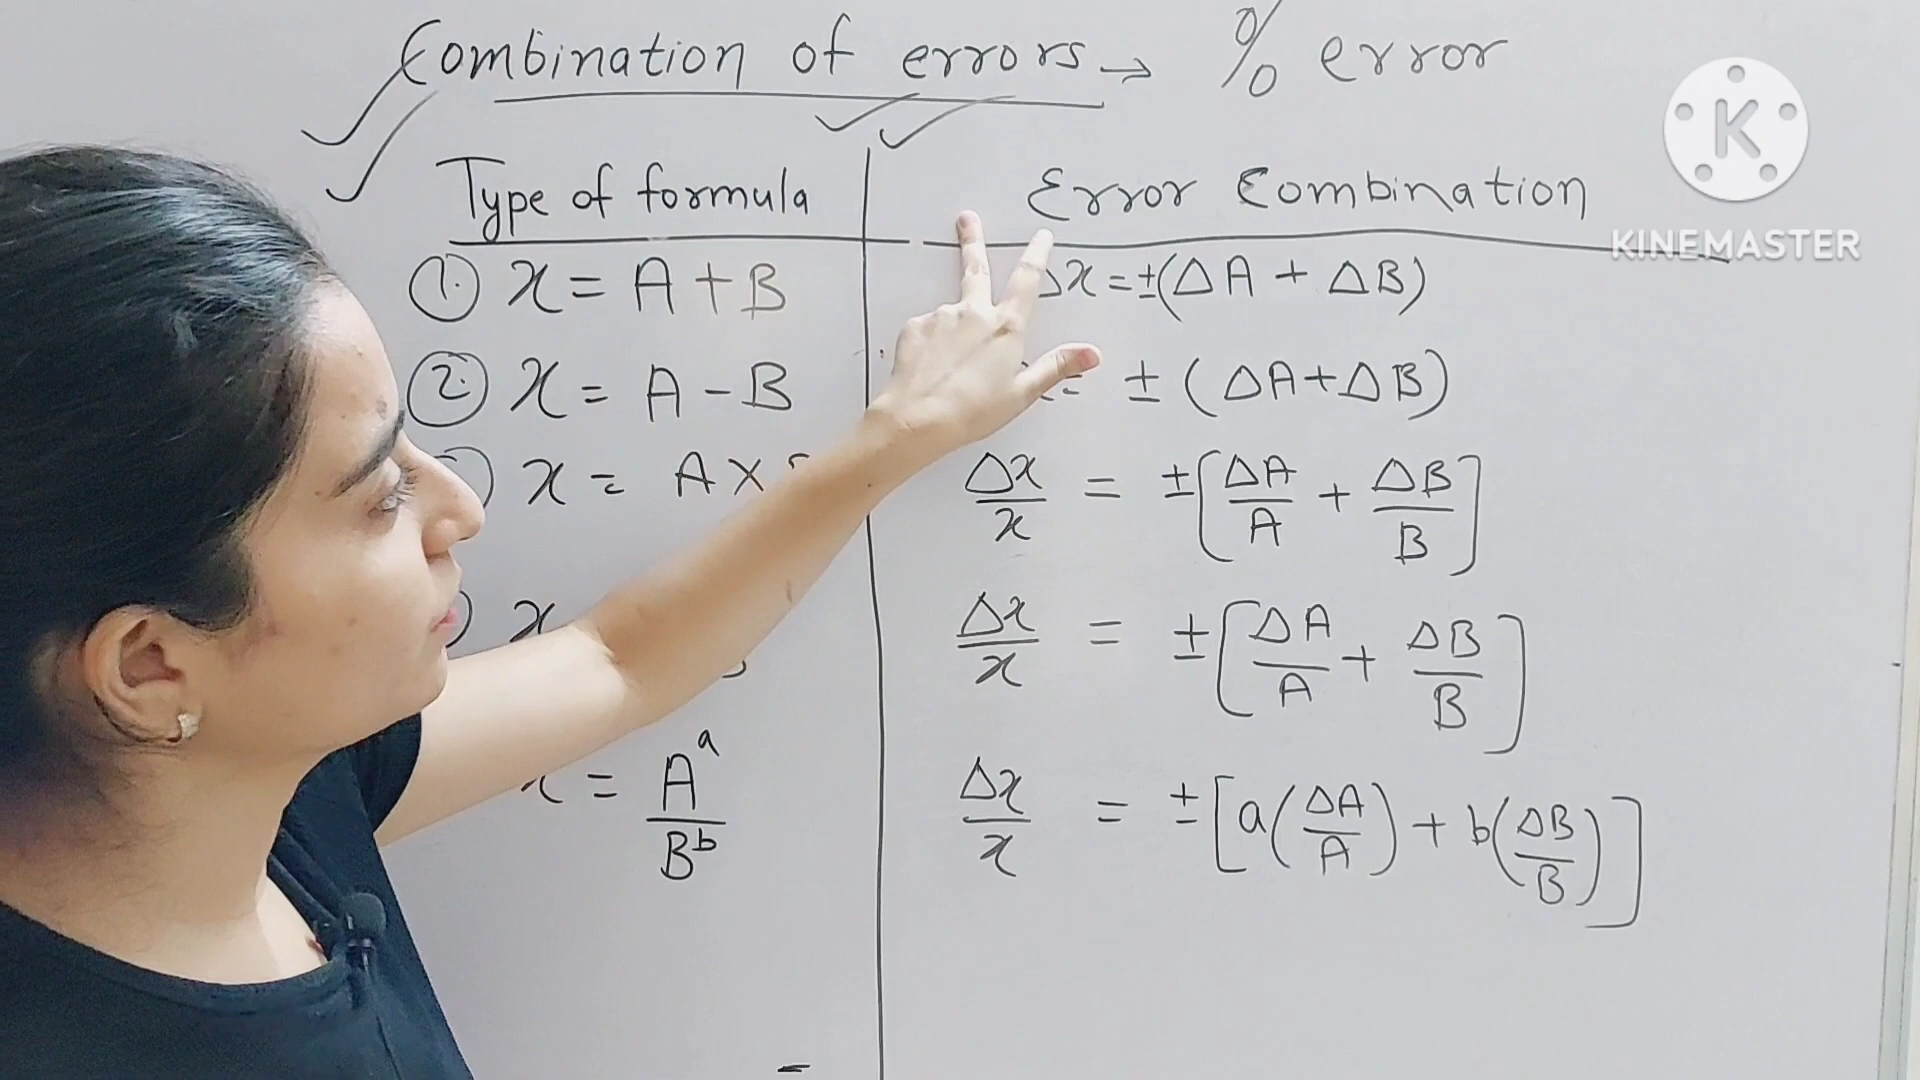 Combination of errors → % error
Type of formula Error Combination
① x = A + B Δx = ±(ΔA + ΔB)
② x = A - B = ± (ΔA + ΔB)
x = A × Δx/x = ±[ΔA/A + ΔB/B]
x Δx/x = ±[ΔA/A + ΔB/B]
x = A^a/B^b Δx/x = ±[a(ΔA/A) + b(ΔB/B)]
K
KINEMASTER